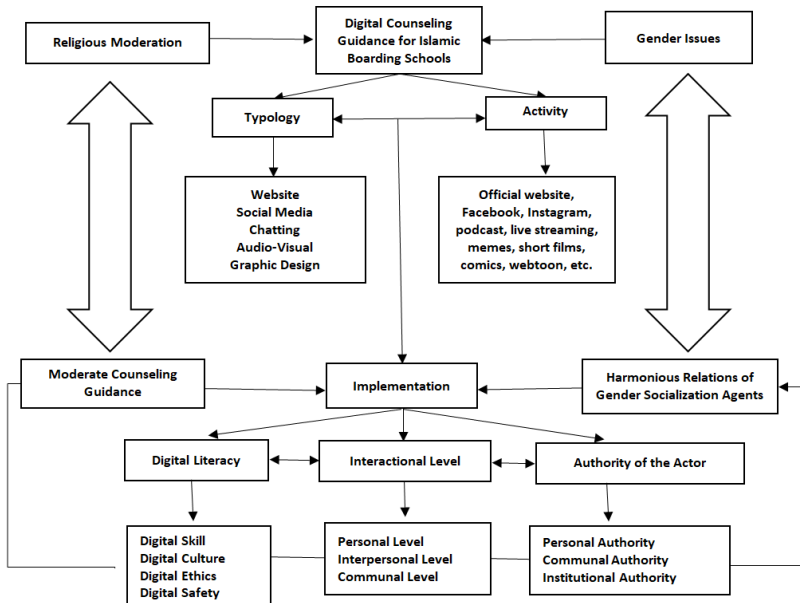 Religious Moderation
Digital Counseling
Guidance for Islamic
Boarding Schools
Gender Issues
Typology
Activity
Website
Social Media
Chatting
Audio-Visual
Graphic Design
Official website,
Facebook, Instagram,
podcast, live streaming,
memes, short films,
comics, webtoon, etc.
Moderate Counseling
Guidance
Implementation
Harmonious Relations of
Gender Socialization Agents
Digital Literacy
Interactional Level
Authority of the Actor
Digital Skill
Digital Culture
Digital Ethics
Digital Safety
Personal Level
Interpersonal Level
Communal Level
Personal Authority
Communal Authority
Institutional Authority